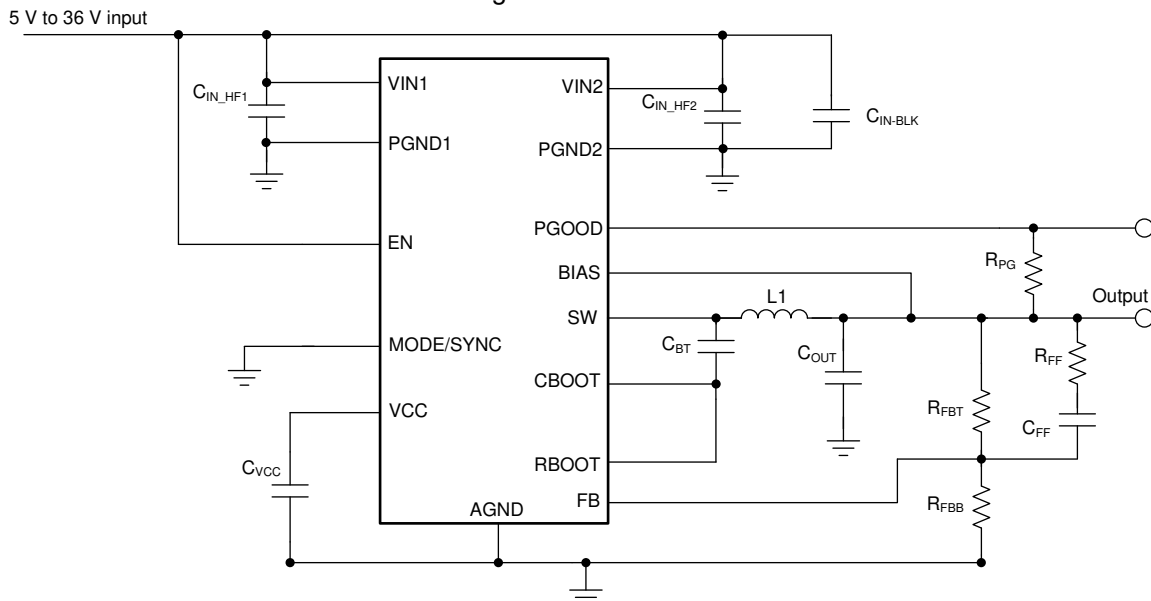 g
5 V to 36 V input
VIN1
VIN2
C_IN_HF1
C_IN_HF2
C_IN-BLK
PGND1
PGND2
PGOOD
EN
R_PG
BIAS
L1
Output
SW
MODE/SYNC
C_BT
C_OUT
R_FF
CBOOT
VCC
R_FBT
C_FF
C_VCC
RBOOT
FB
R_FBB
AGND